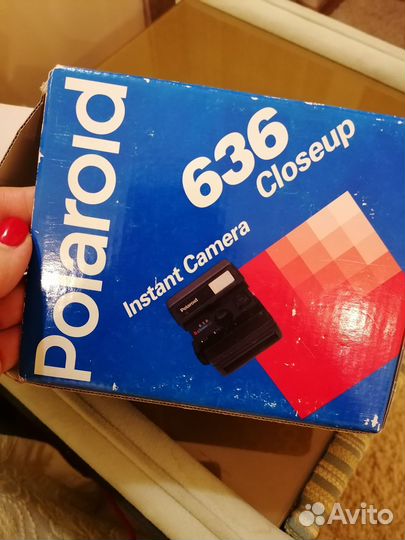 Polaroid
636
Closeup
Instant Camera
Polaroid
Avito